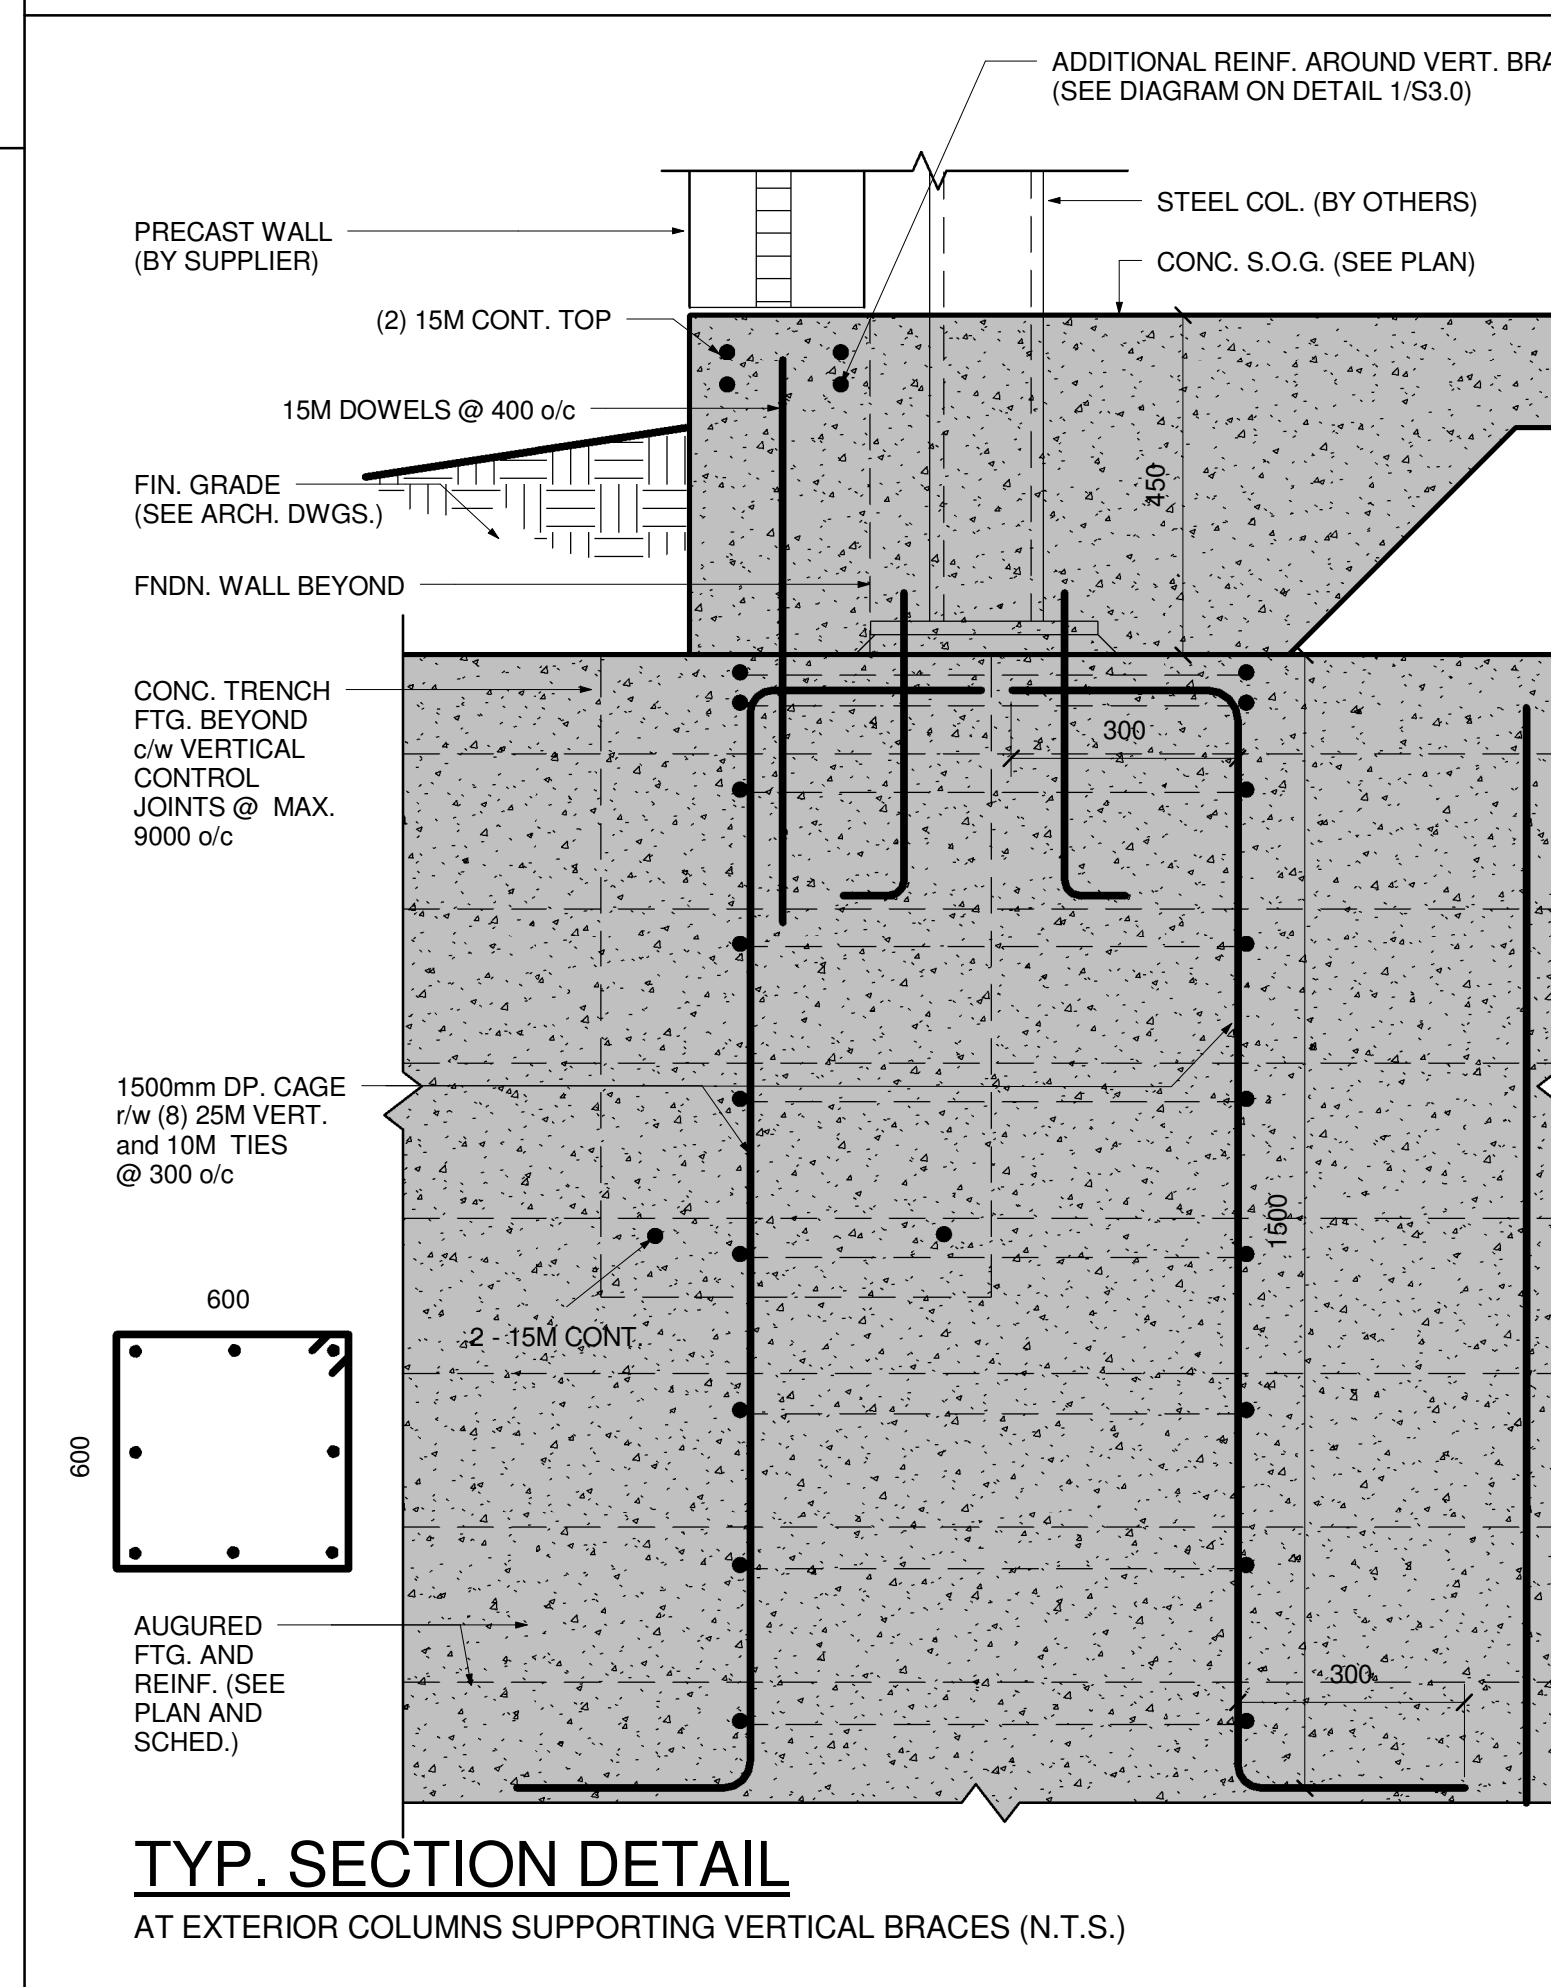 ADDITIONAL REINF. AROUND VERT.
(SEE DIAGRAM ON DETAIL 1/S3.0)
STEEL COL. (BY OTHERS)
PRECAST WALL
(BY SUPPLIER)
CONC. S.O.G. (SEE PLAN)
(2) 15M CONT. TOP
15M DOWELS @ 400 o/c
450
FIN. GRADE
(SEE ARCH. DWGS.)
FNDN. WALL BEYOND
CONC. TRENCH
FTG. BEYOND
c/w VERTICAL
CONTROL
JOINTS @ MAX.
9000 o/c
300
1500mm DP. CAGE
r/w (8) 25M VERT.
and 10M TIES
@ 300 o/c
1500
600
2 - 15M CONT.
600
AUGURED
FTG. AND
REINF. (SEE
PLAN AND
SCHED.)
300
TYP. SECTION DETAIL
AT EXTERIOR COLUMNS SUPPORTING VERTICAL BRACES (N.T.S.)